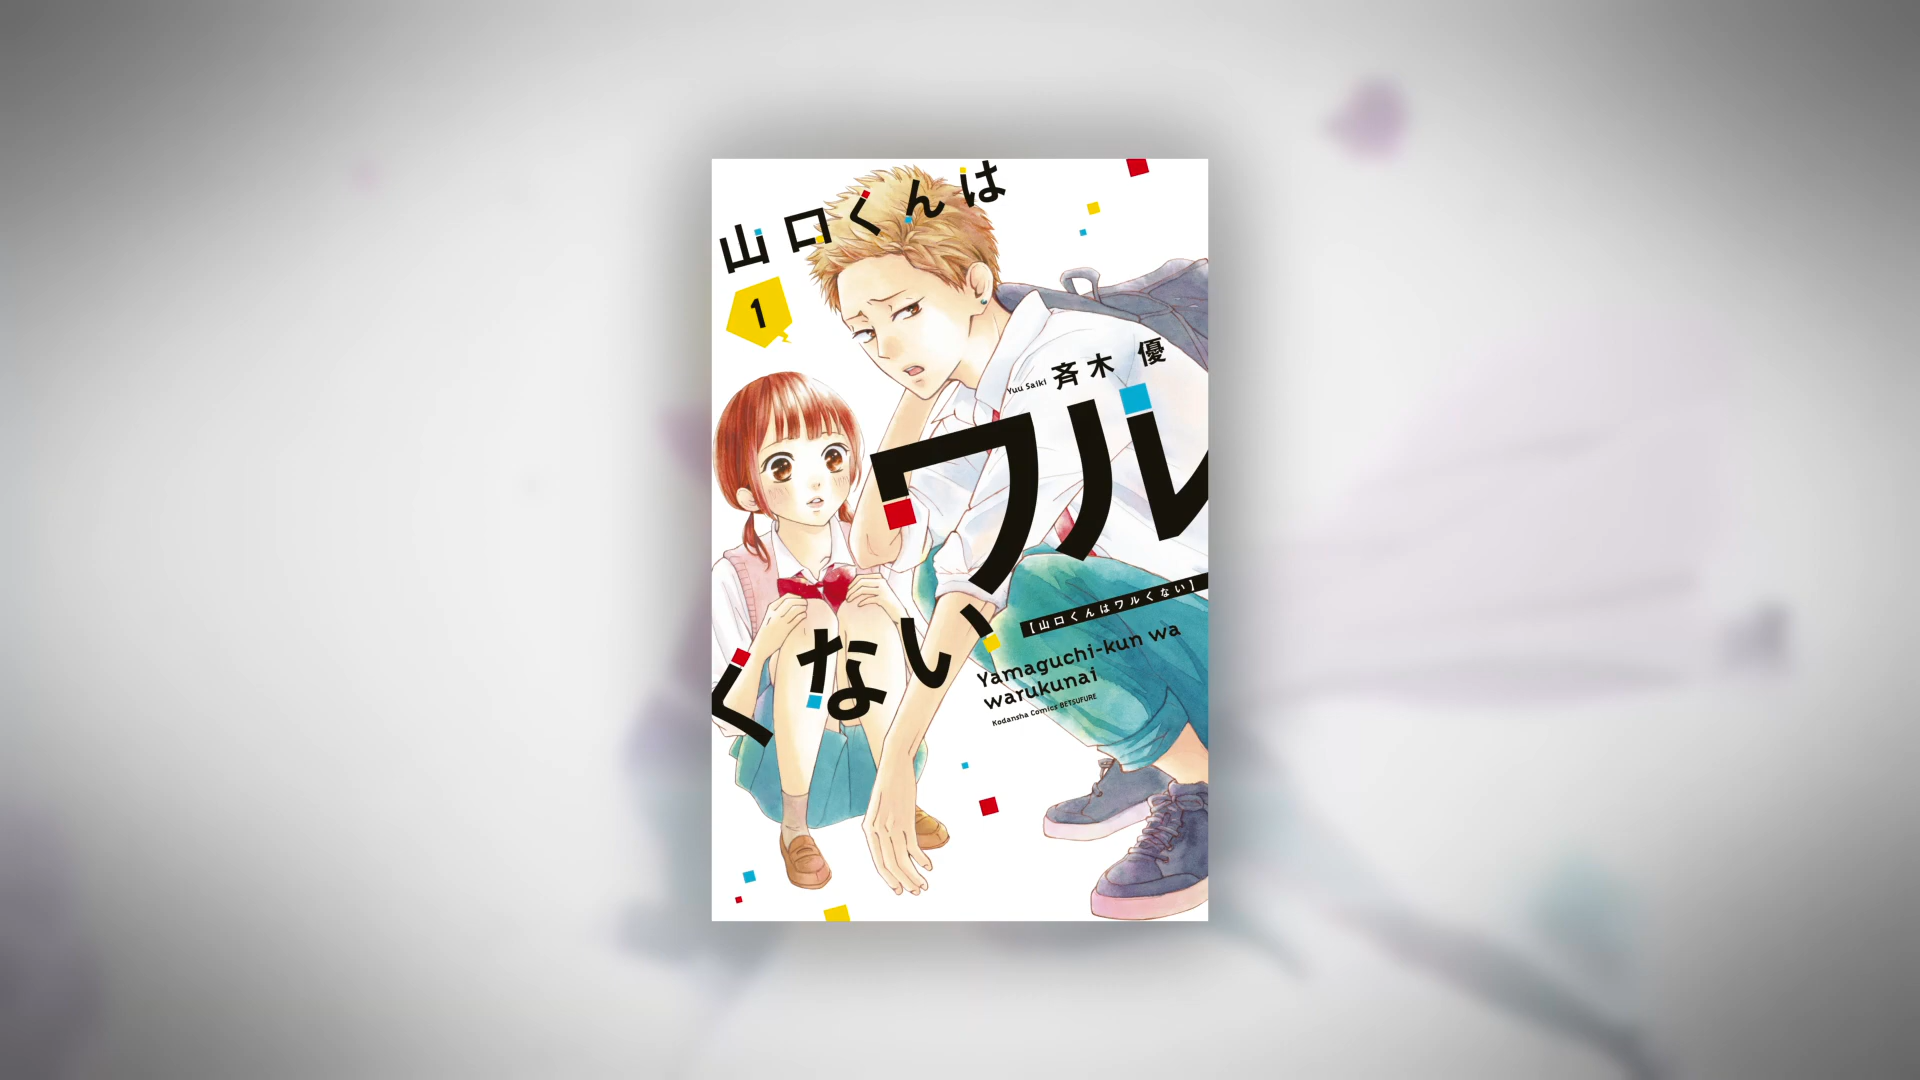 山口くんは
1
Yuu Saiki 斉木 優
ワル
くない
【山口くんはワルくない】
Yamaguchi-kun wa
warukunai
Kodansha Comics BETSUFURE